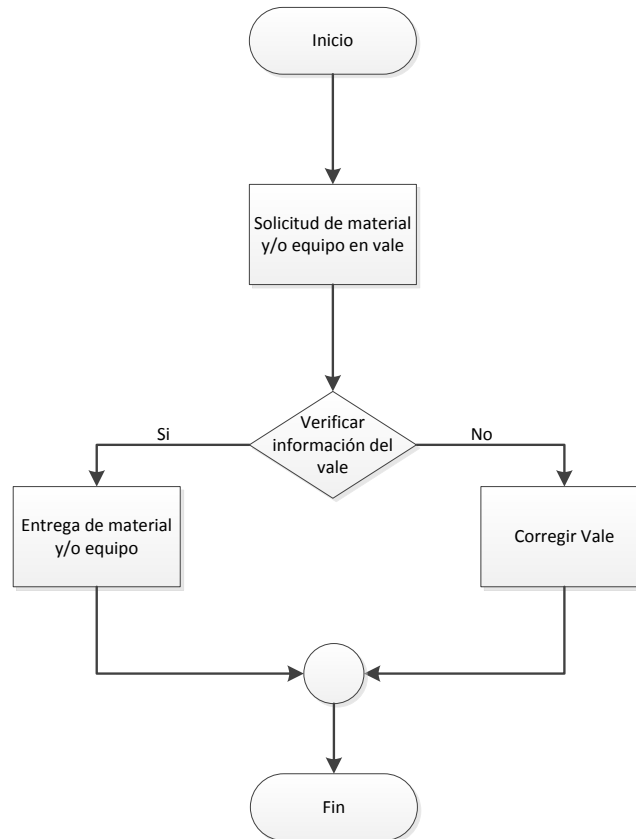 Inicio
Solicitud de material
y/o equipo en vale
Verificar
información del
vale
Si
No
Entrega de material
y/o equipo
Corregir Vale
Fin